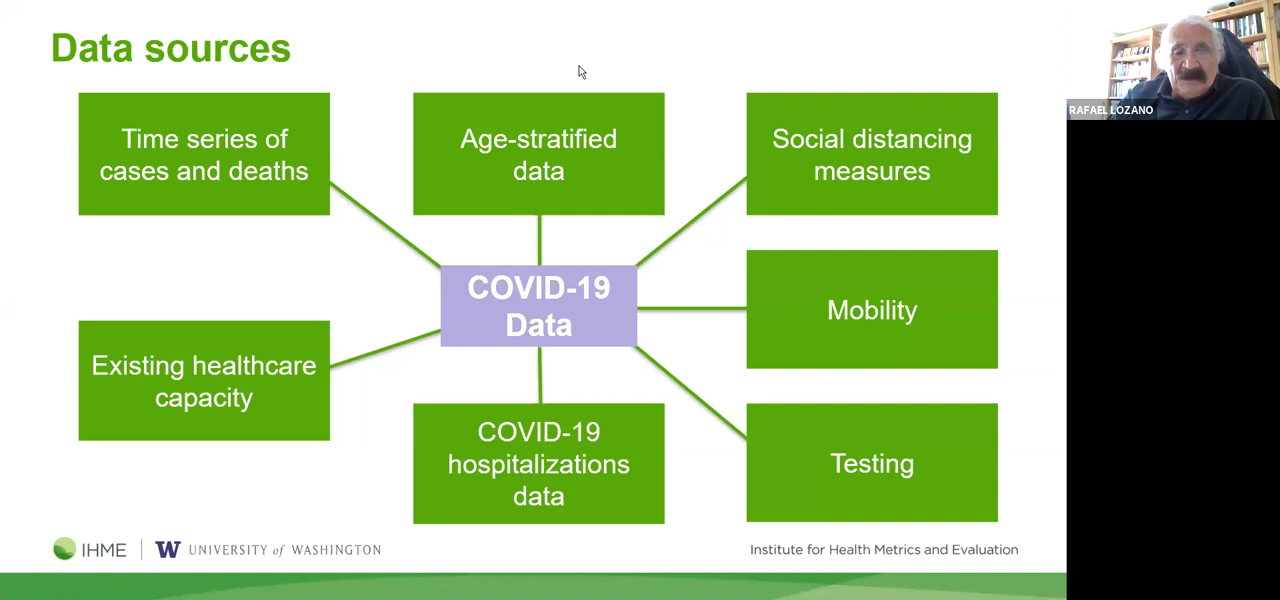 Data sources
Time series of
cases and deaths
Age-stratified
data
Social distancing
measures
COVID-19
Data
Mobility
Existing healthcare
capacity
COVID-19
hospitalizations
data
Testing
IHME
W UNIVERSITY of WASHINGTON
Institute for Health Metrics and Evaluation
RAFAEL LOZANO